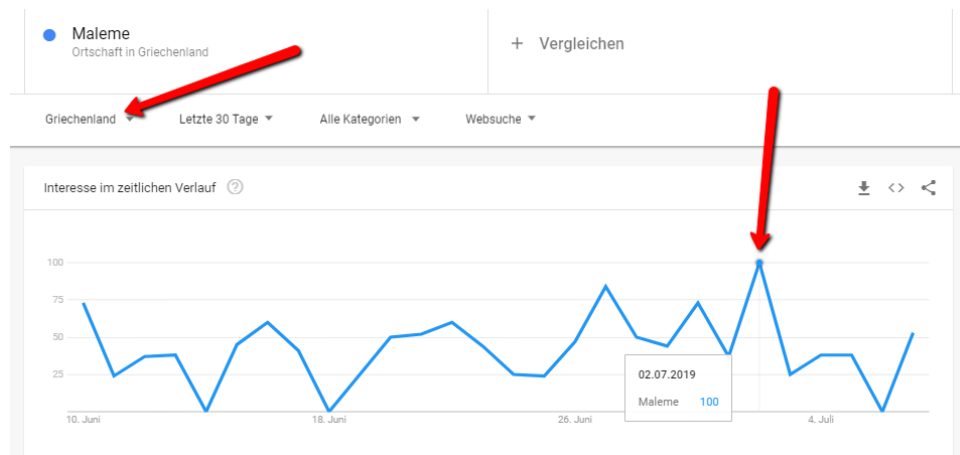 Maleme
Ortschaft in Griechenland
+ Vergleichen
Griechenland
Letzte 30 Tage
Alle Kategorien
Websuche
Interesse im zeitlichen Verlauf ?
100
75
50
25
02.07.2019
Maleme 100
10. Juni 18. Juni 26. Juni 4. Juli